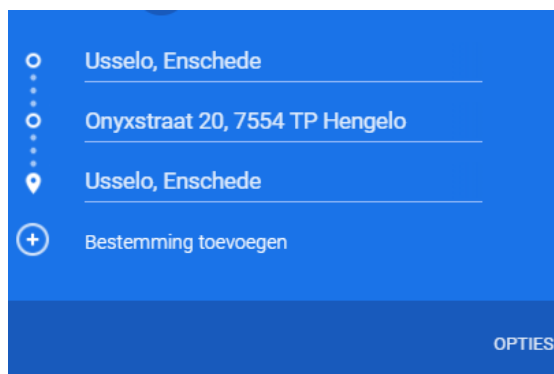 Usselo, Enschede
Onyxstraat 20, 7554 TP Hengelo
Usselo, Enschede
Bestemming toevoegen
OPTIES